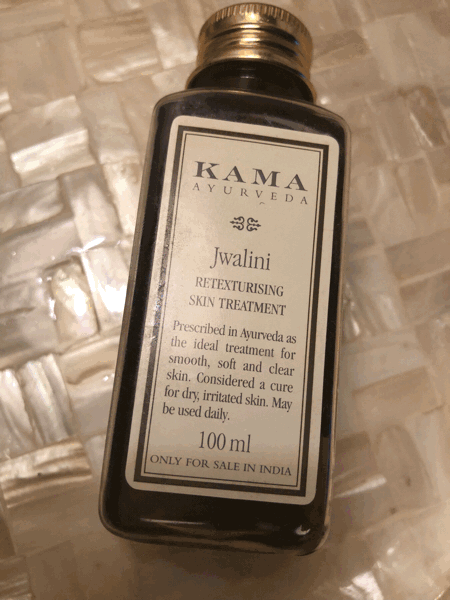 KAMA
AYURVEDA
Jwalini
RETEXTURISING
SKIN TREATMENT
Prescribed in Ayurveda as
the ideal treatment for
smooth, soft and clear
skin. Considered a cure
for dry, irritated skin. May
be used daily.
100 ml
ONLY FOR SALE IN INDIA